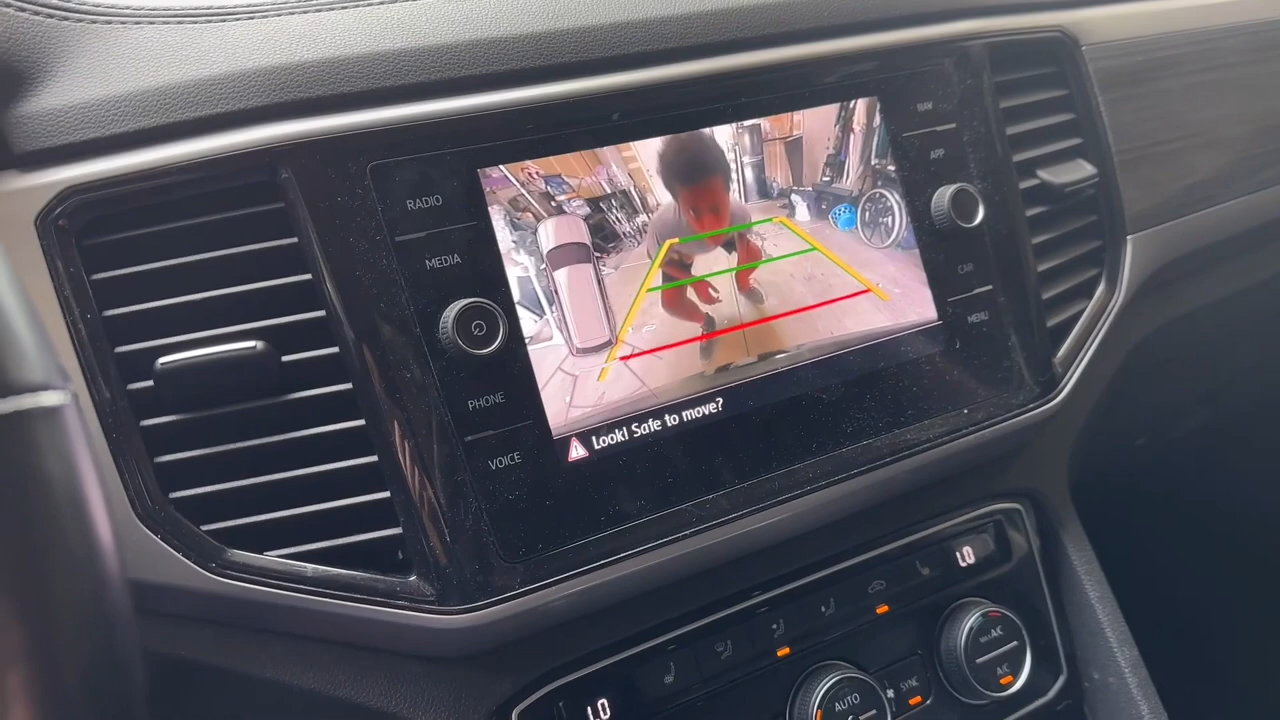 RADIO
MEDIA
PHONE
VOICE
NAV
APP
CAR
MENU
Look! Safe to move?
LO
LO
AUTO
SYNC
MAX A/C
A/C